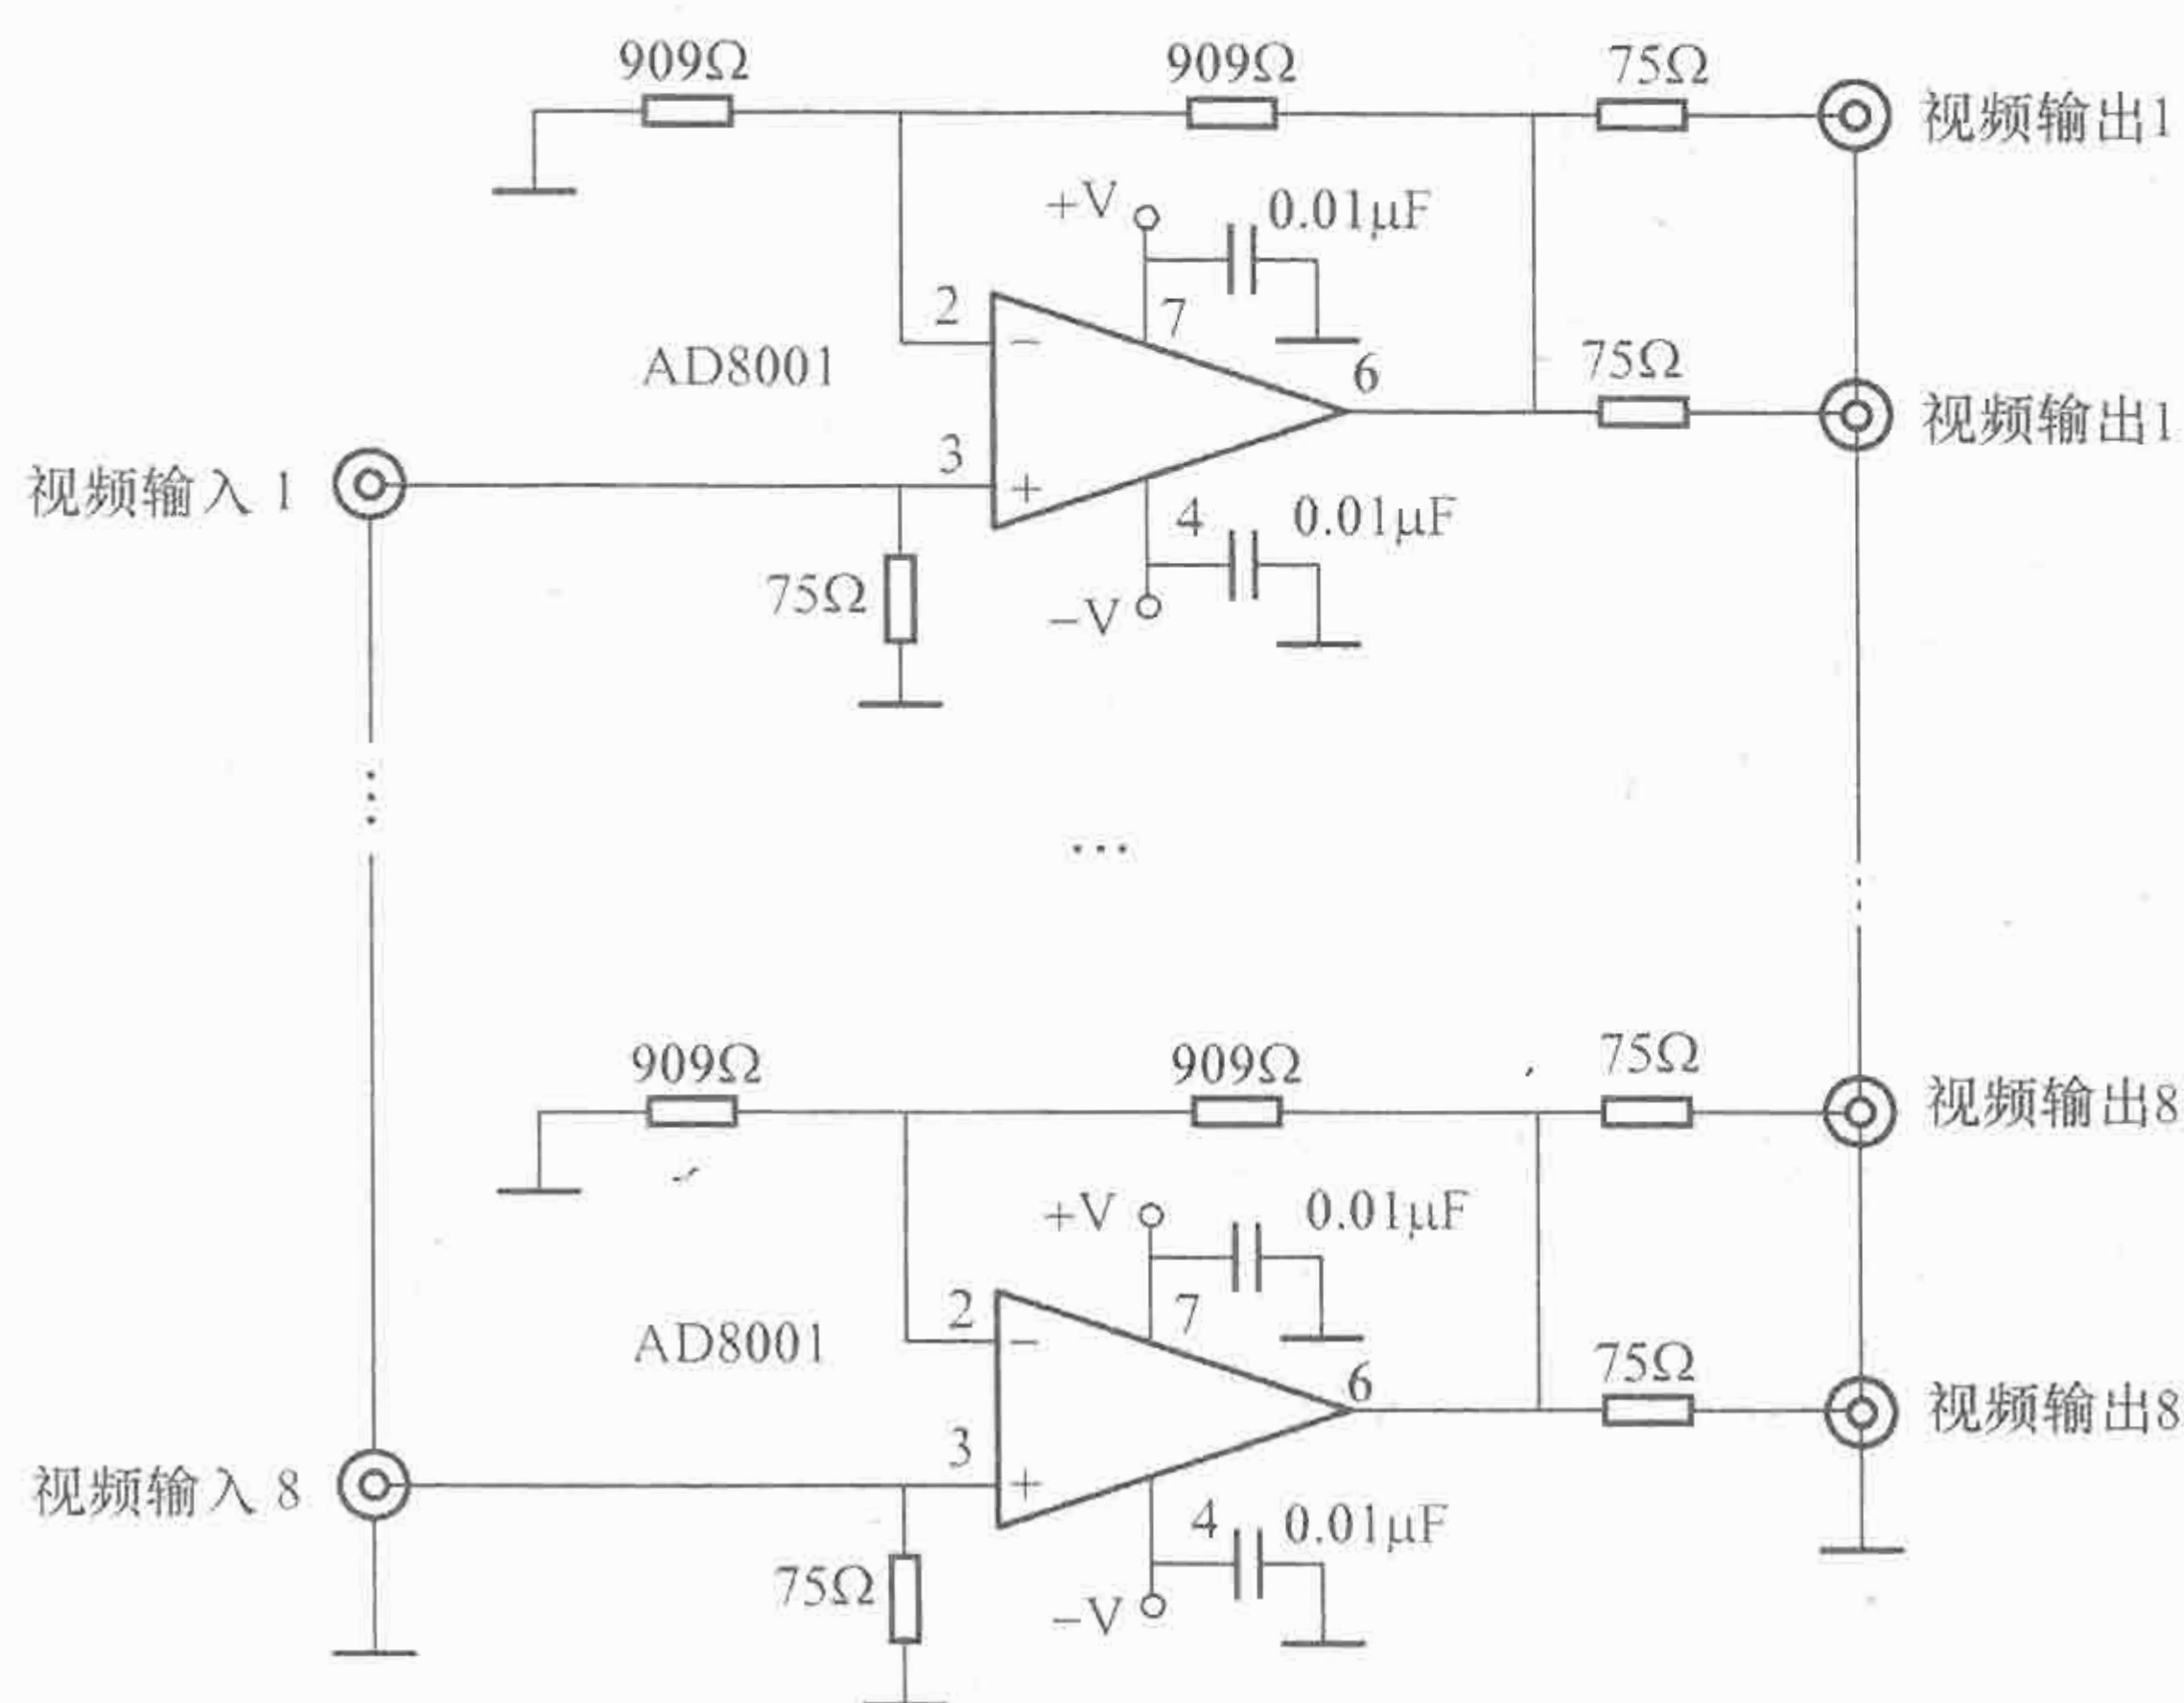 909Ω
909Ω
75Ω
视频输出1
+V
0.01μF
2
7
AD8001
−
6
75Ω
视频输出1
3
视频输入 1
+
4
0.01μF
75Ω
−V
...
...
...
909Ω
909Ω
75Ω
视频输出8
+V
0.01μF
2
7
AD8001
−
6
75Ω
视频输出8
3
视频输入 8
+
4
0.01μF
75Ω
−V